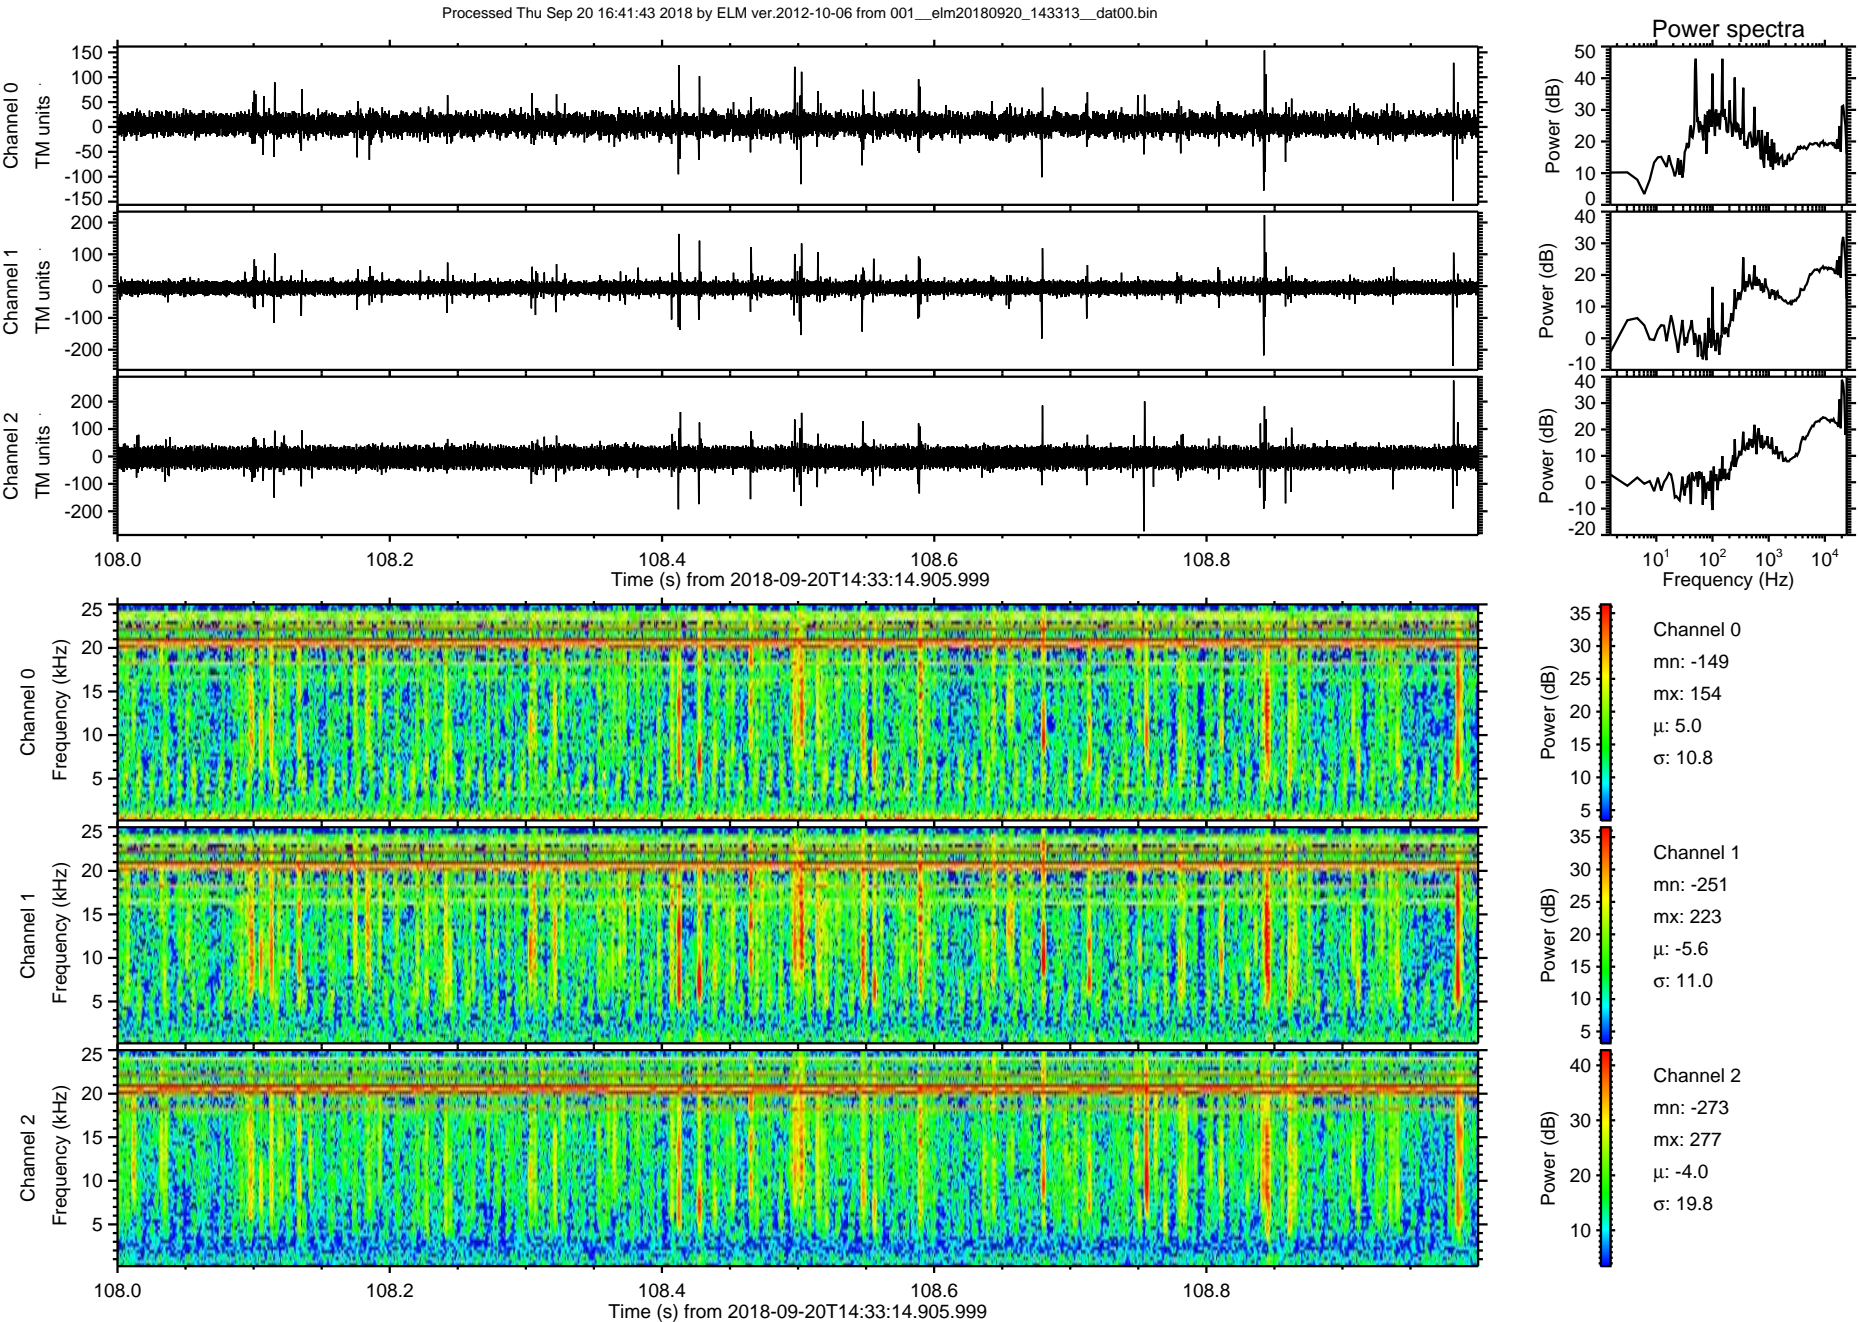 Processed Thu Sep 20 16:41:43 2018 by ELM ver.2012-10-06 from 001__elm20180920_143313__dat00.bin
Power spectra
Channel 0
TM units
150
100
50
0
-50
-100
-150
Power (dB)
50
40
30
20
10
0
Channel 1
TM units
200
100
0
-100
-200
Power (dB)
40
30
20
10
0
-10
Channel 2
TM units
200
100
0
-100
-200
Power (dB)
40
30
20
10
0
-10
-20
108.0 108.2 108.4 108.6 108.8
Time (s) from 2018-09-20T14:33:14.905.999
10¹ 10² 10³ 10⁴
Frequency (Hz)
Channel 0
Frequency (kHz)
25
20
15
10
5
Power (dB)
35
30
25
20
15
10
5
Channel 0
mn: -149
mx: 154
μ: 5.0
σ: 10.8
Channel 1
Frequency (kHz)
25
20
15
10
5
Power (dB)
35
30
25
20
15
10
5
Channel 1
mn: -251
mx: 223
μ: -5.6
σ: 11.0
Channel 2
Frequency (kHz)
25
20
15
10
5
Power (dB)
40
30
20
10
Channel 2
mn: -273
mx: 277
μ: -4.0
σ: 19.8
108.0 108.2 108.4 108.6 108.8
Time (s) from 2018-09-20T14:33:14.905.999